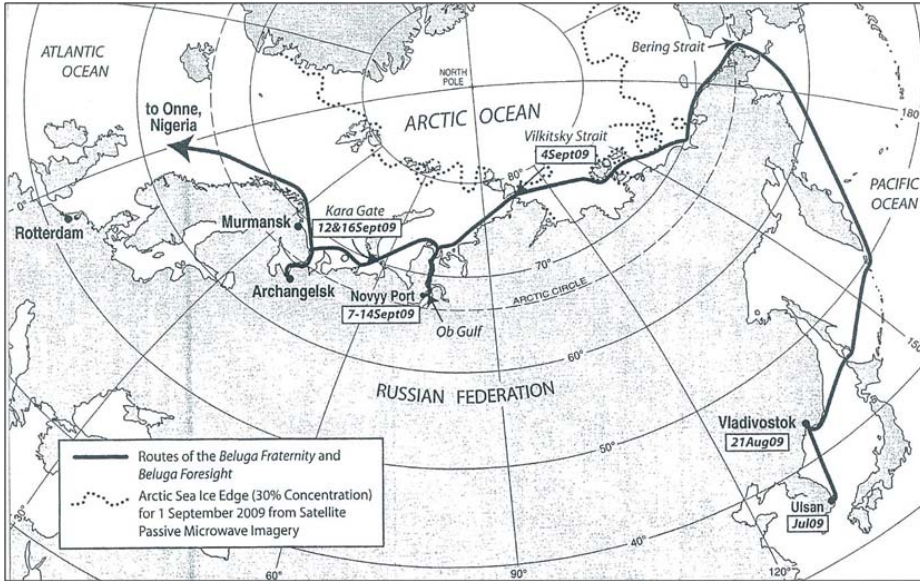 ATLANTIC
OCEAN
Bering Strait
NORTH
POLE
to Onne,
Nigeria
ARCTIC OCEAN
180
Vilkitsky Strait
4Sept09
80°
PACIFIC
OCEAN
0°
Rotterdam
Murmansk
Kara Gate
12&16Sept09
70°
Archangelsk
Novyy Port
7-14Sept09
ARCTIC CIRCLE
Ob Gulf
60°
150
RUSSIAN FEDERATION
Vladivostok
21Aug09
50°
Routes of the Beluga Fraternity and
Beluga Foresight
Arctic Sea Ice Edge (30% Concentration)
for 1 September 2009 from Satellite
Passive Microwave Imagery
Ulsan
Jul09
40°
60°
90°
120°